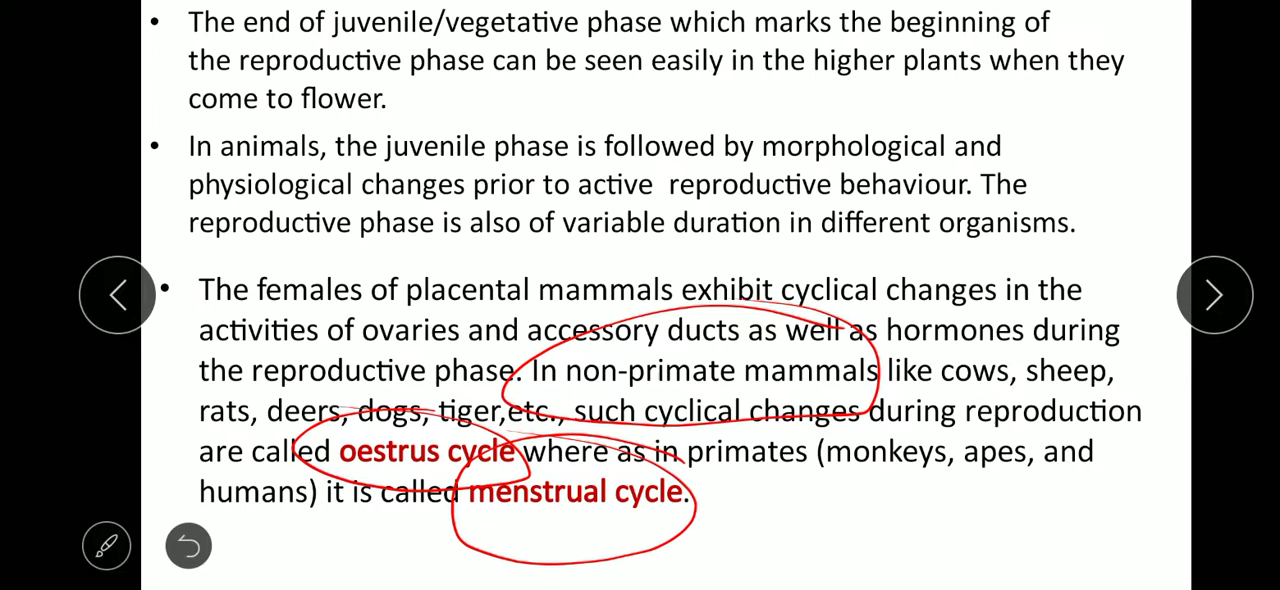 • The end of juvenile/vegetative phase which marks the beginning of
the reproductive phase can be seen easily in the higher plants when they
come to flower.
• In animals, the juvenile phase is followed by morphological and
physiological changes prior to active reproductive behaviour. The
reproductive phase is also of variable duration in different organisms.
• The females of placental mammals exhibit cyclical changes in the
activities of ovaries and accessory ducts as well as hormones during
the reproductive phase. In non-primate mammals like cows, sheep,
rats, deers, dogs, tiger,etc., such cyclical changes during reproduction
are called oestrus cycle where as in primates (monkeys, apes, and
humans) it is called menstrual cycle.